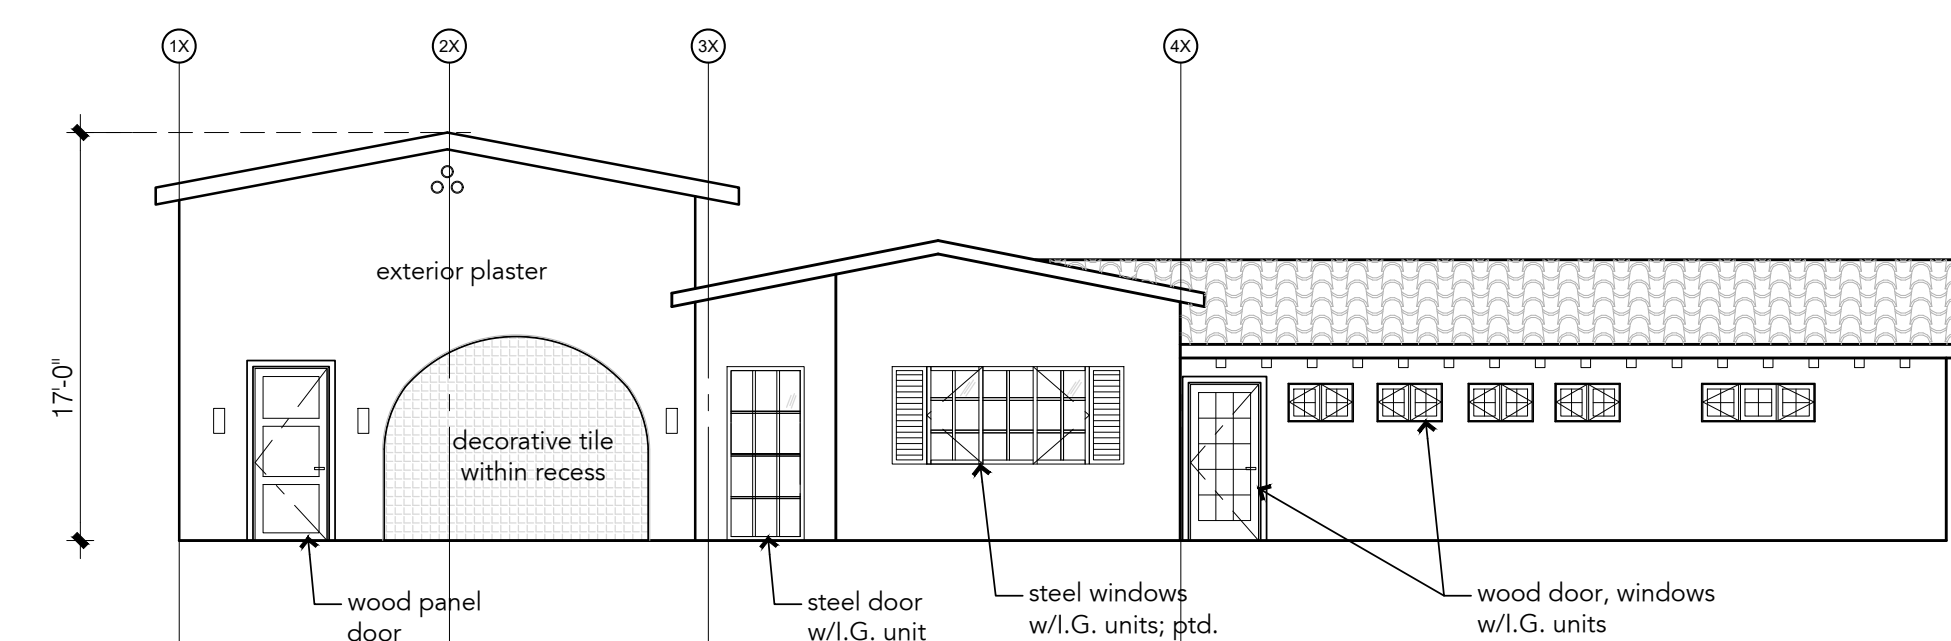 1X
2X
3X
4X
17'-0"
exterior plaster
decorative tile
within recess
wood panel
door
steel door
w/I.G. unit
steel windows
w/I.G. units; ptd.
wood door, windows
w/I.G. units